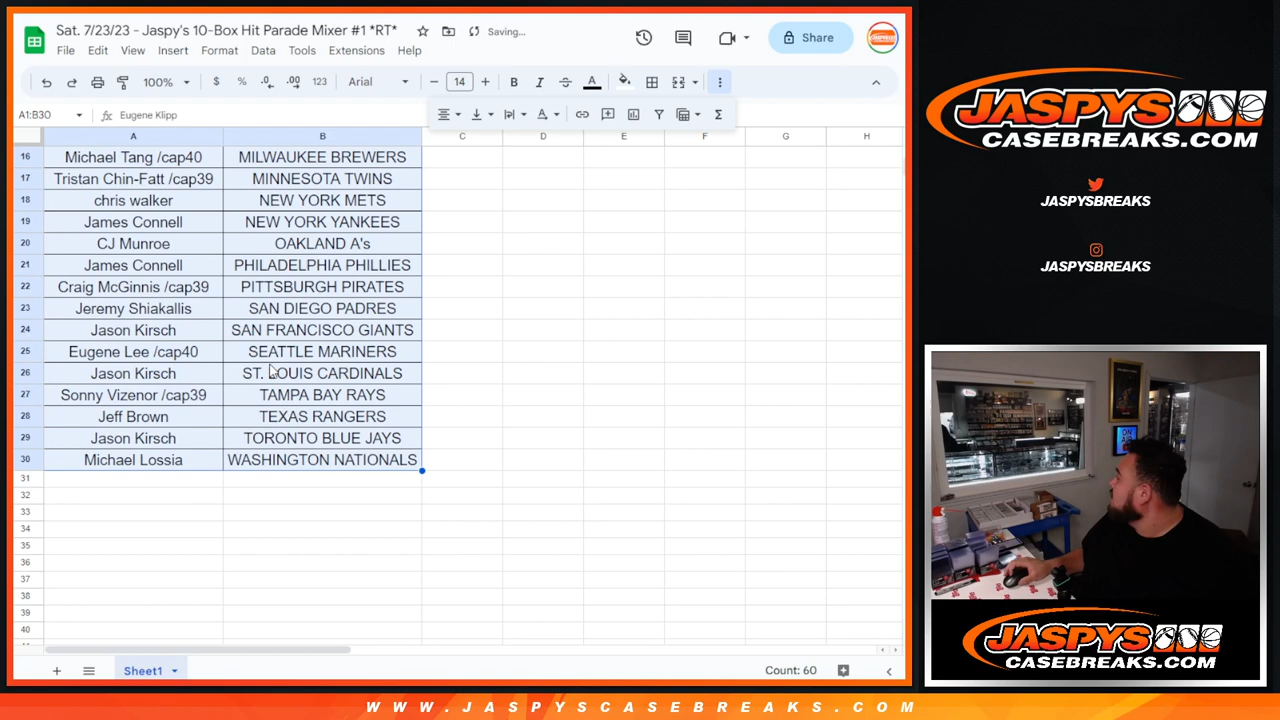 Sat. 7/23/23 - Jaspy's 10-Box Hit Parade Mixer #1 *RT* Saving...
File Edit View Insert Format Data Tools Extensions Help
Share
100% $ % .0 .00 123 Arial 14 B I S A
A1:B30 fx Eugene Klipp
A B C D E F G H
16 Michael Tang /cap40 MILWAUKEE BREWERS
17 Tristan Chin-Fatt /cap39 MINNESOTA TWINS
18 chris walker NEW YORK METS
19 James Connell NEW YORK YANKEES
20 CJ Munroe OAKLAND A's
21 James Connell PHILADELPHIA PHILLIES
22 Craig McGinnis /cap39 PITTSBURGH PIRATES
23 Jeremy Shiakallis SAN DIEGO PADRES
24 Jason Kirsch SAN FRANCISCO GIANTS
25 Eugene Lee /cap40 SEATTLE MARINERS
26 Jason Kirsch ST. LOUIS CARDINALS
27 Sonny Vizenor /cap39 TAMPA BAY RAYS
28 Jeff Brown TEXAS RANGERS
29 Jason Kirsch TORONTO BLUE JAYS
30 Michael Lossia WASHINGTON NATIONALS
31
32
33
34
35
36
37
38
39
40
Sheet1 Count: 60
JASPYS
CASEBREAKS.COM
JASPYSBREAKS
JASPYSBREAKS
ON AIR
JASPYS
CASEBREAKS.COM
WWW.JASPYSCASEBREAKS.COM